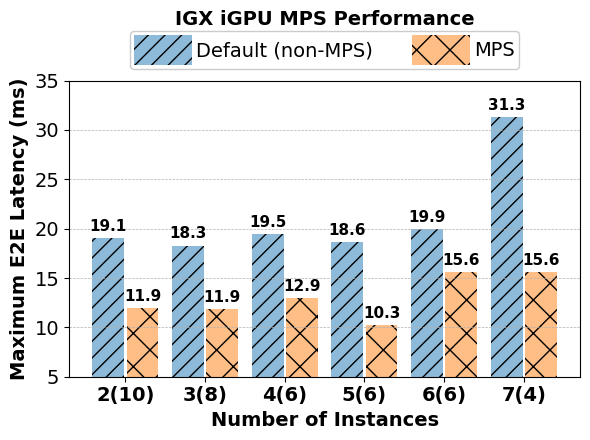 IGX iGPU MPS Performance
Default (non-MPS) MPS
Maximum E2E Latency (ms)
35
30
25
20
15
10
5
19.1 11.9 18.3 11.9 19.5 12.9 18.6 10.3 19.9 15.6 31.3 15.6
2(10) 3(8) 4(6) 5(6) 6(6) 7(4)
Number of Instances